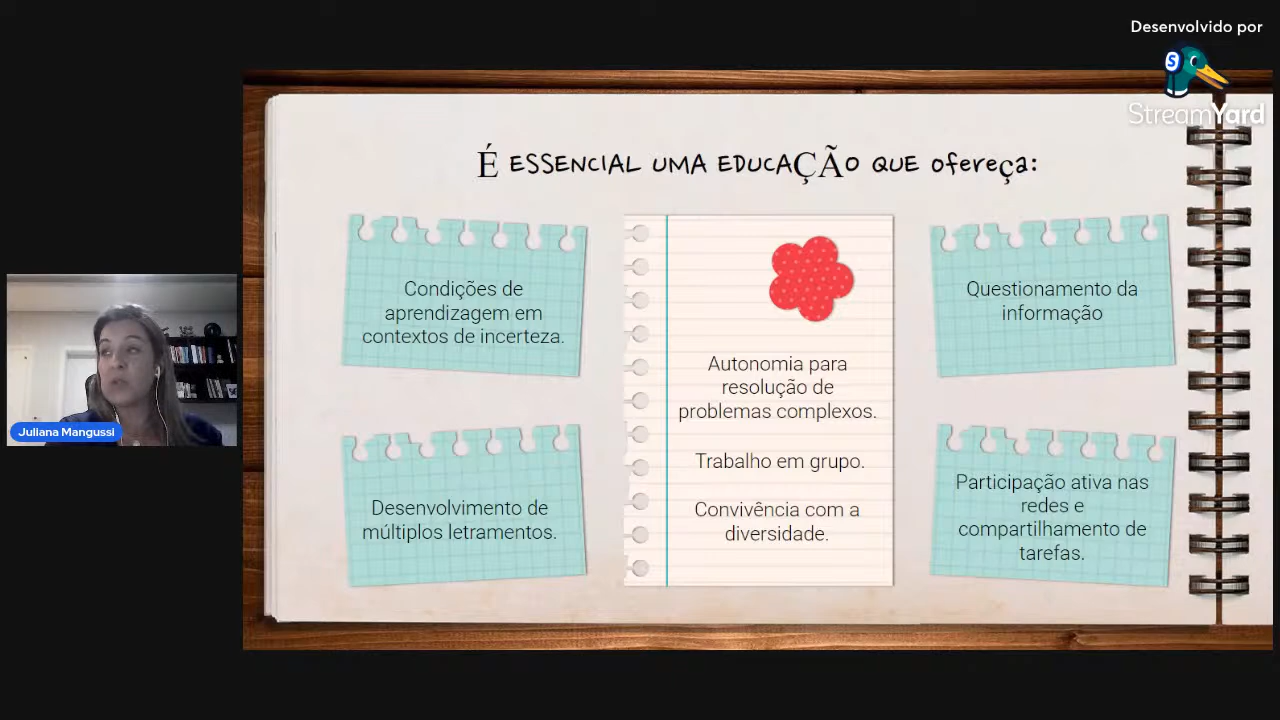 Desenvolvido por
StreamYard
É ESSENCIAL UMA EDUCAÇÃO QUE ofereça:
Condições de
aprendizagem em
contextos de incerteza.
Desenvolvimento de
múltiplos letramentos.
Autonomia para
resolução de
problemas complexos.
Trabalho em grupo.
Convivência com a
diversidade.
Questionamento da
informação
Participação ativa nas
redes e
compartilhamento de
tarefas.
Juliana Mangussi